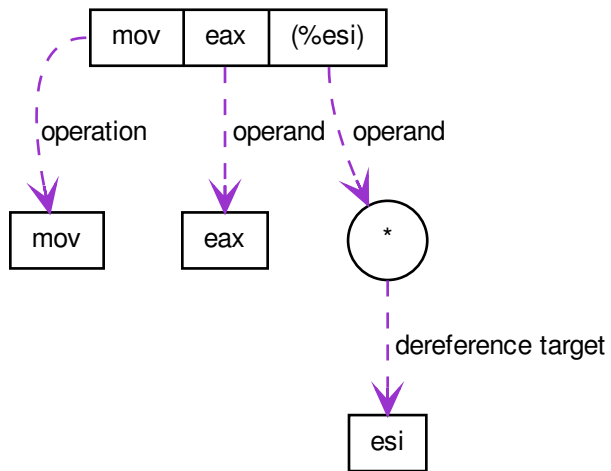 mov eax (%esi)
operation operand operand
mov eax *
dereference target
esi